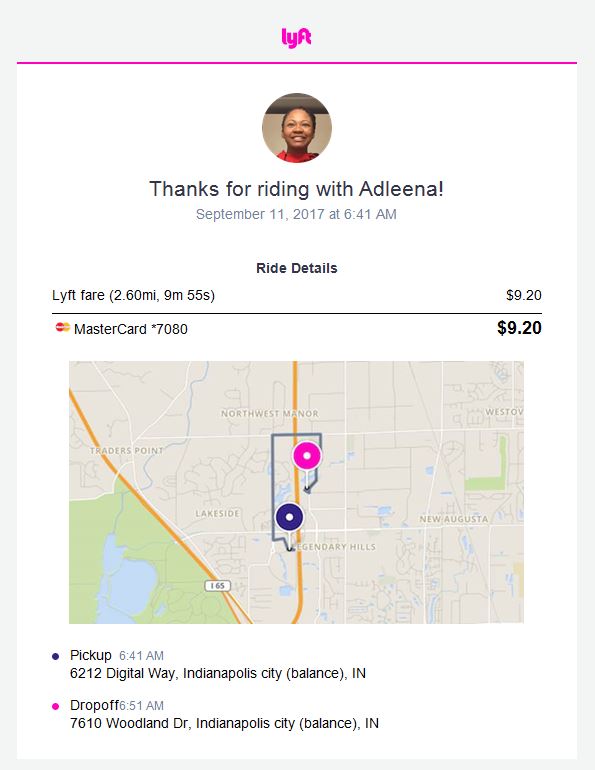 lyft
Thanks for riding with Adleena!
September 11, 2017 at 6:41 AM
Ride Details
Lyft fare (2.60mi, 9m 55s) $9.20
MasterCard *7080 $9.20
NORTHWEST MANOR
WESTOV
TRADERS POINT
LAKESIDE
NEW AUGUSTA
EGENDARY HILLS
I 65
Pickup 6:41 AM
6212 Digital Way, Indianapolis city (balance), IN
Dropoff6:51 AM
7610 Woodland Dr, Indianapolis city (balance), IN